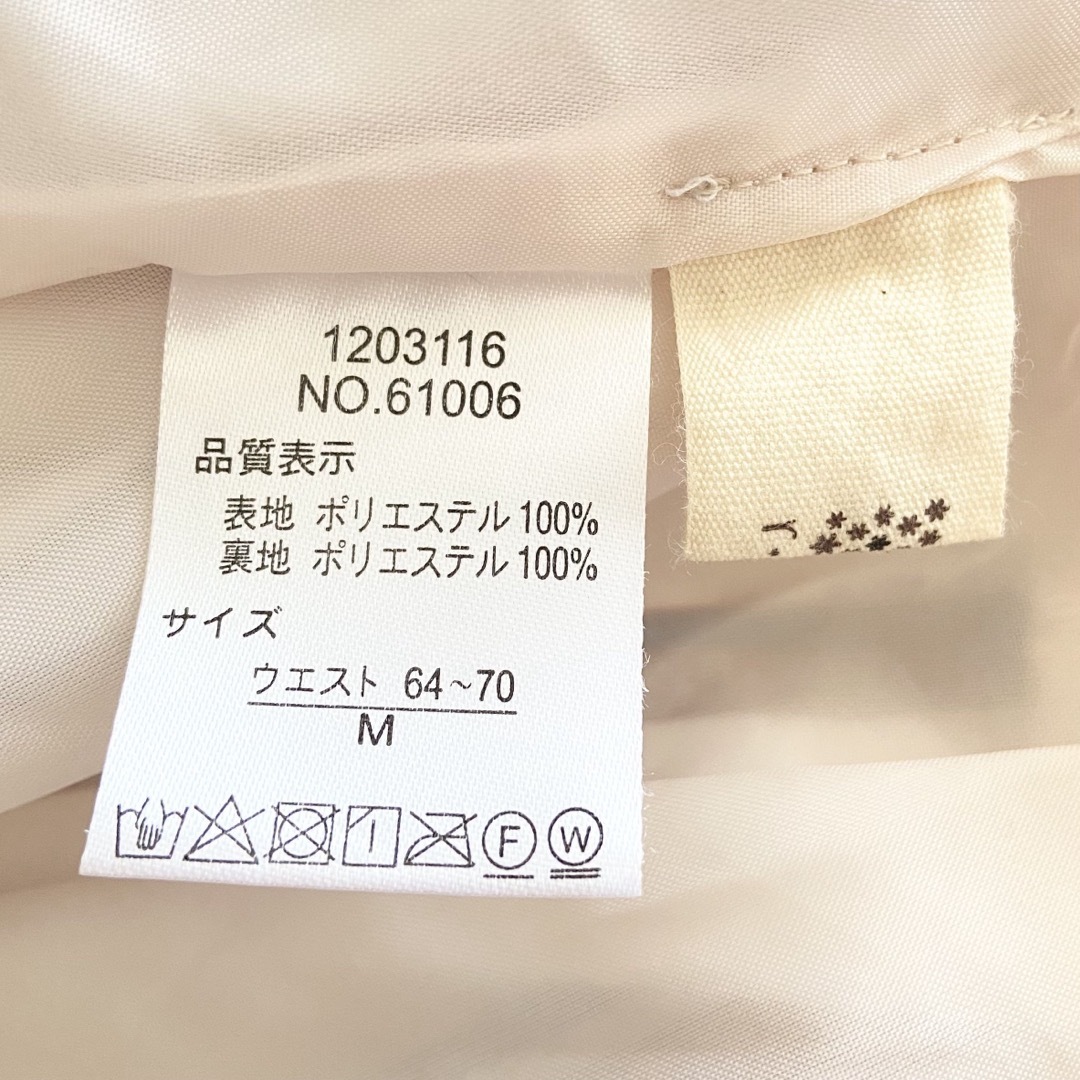 1203116
NO.61006
品質表示
表地 ポリエステル 100%
裏地 ポリエステル 100%
サイズ
ウエスト 64~70
M
F W